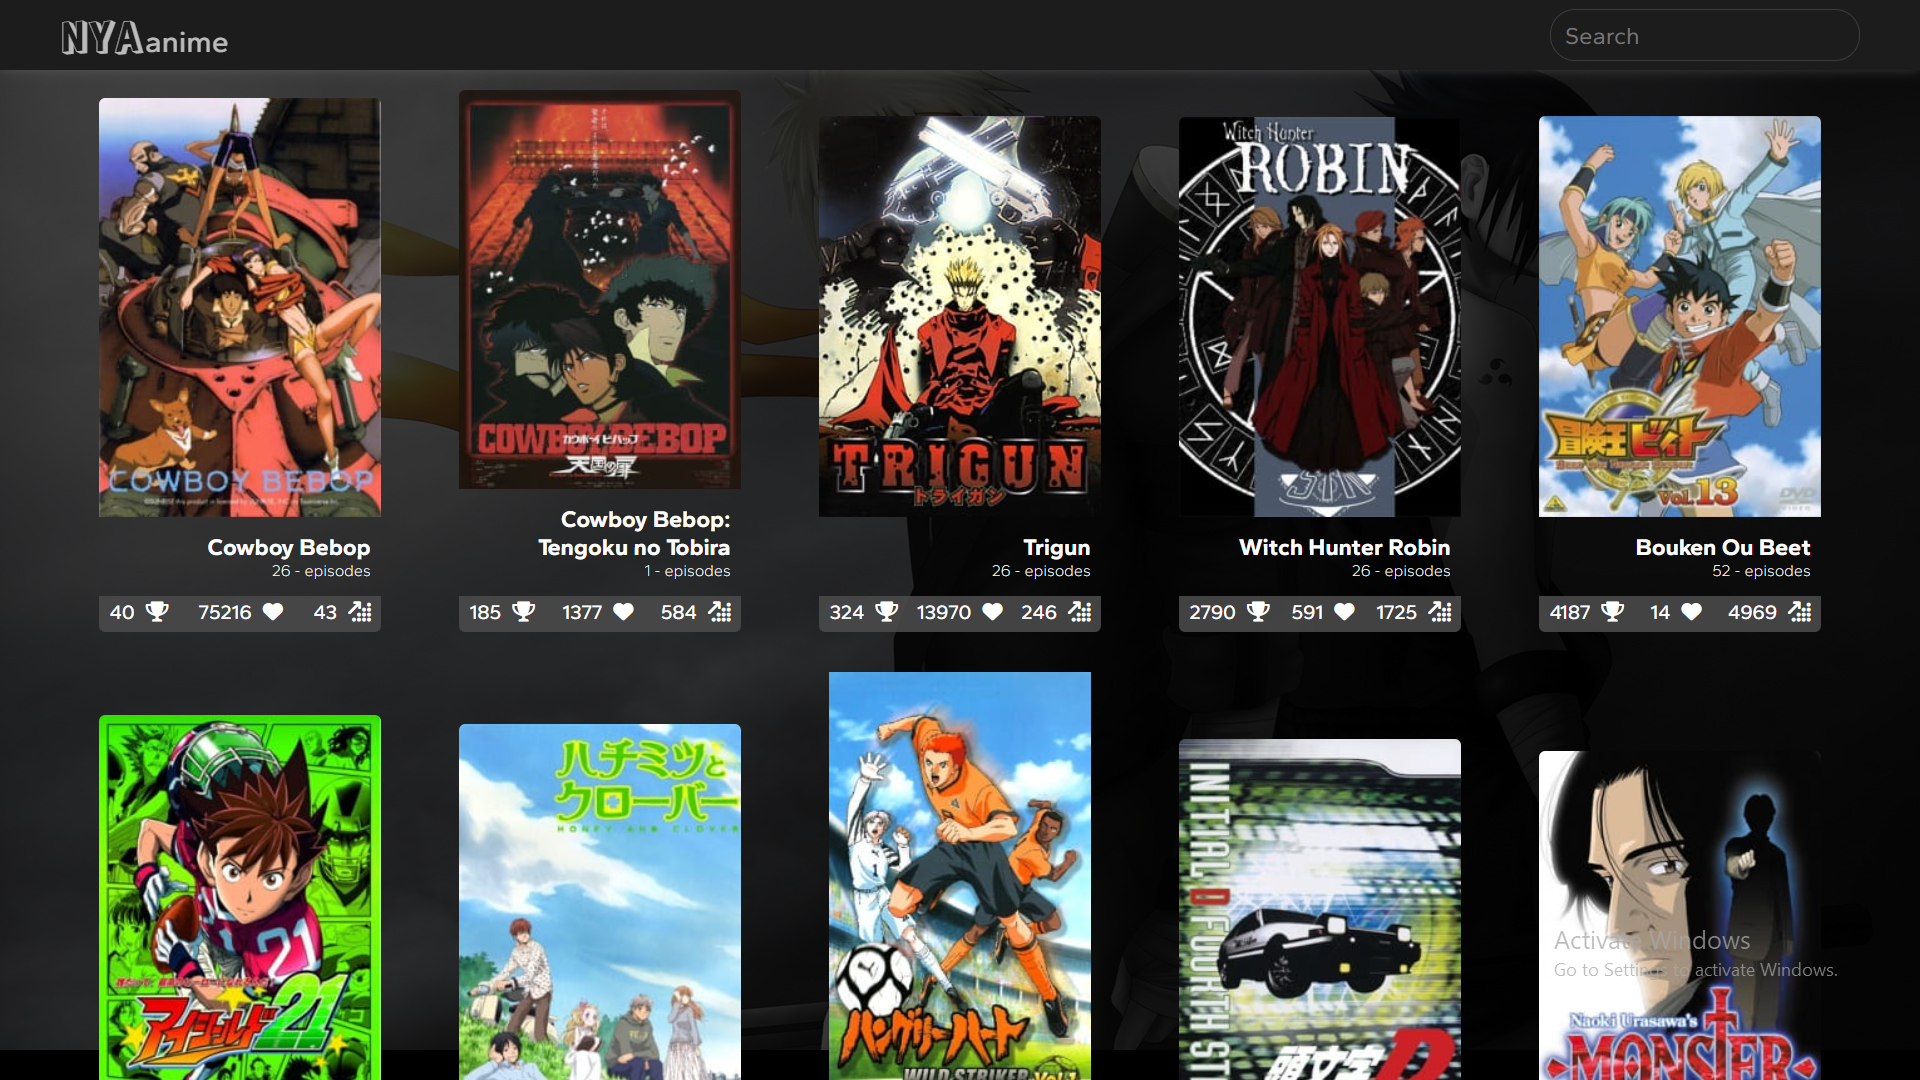 NYAanime
Search
COWBOY BEBOP
COWBOY BEBOP
カウボーイビバップ
天国の扉
TRIGUN
トライガン
Witch Hunter
ROBIN
冒険王ビィト
Vol.13
DVD
Cowboy Bebop
26 - episodes
Cowboy Bebop:
Tengoku no Tobira
1 - episodes
Trigun
26 - episodes
Witch Hunter Robin
26 - episodes
Bouken Ou Beet
52 - episodes
40 75216 43
185 1377 584
324 13970 246
2790 591 1725
4187 14 4969
21
アイシールド21
ハチミツと
クローバー
HONEY AND CLOVER
ハングリーハート
WILD STRIKER Vol.1
INITIAL D FOURTH ST
頭文字D
Activate Windows
Go to Settings to activate Windows.
Naoki Urasawa's
MONSTER